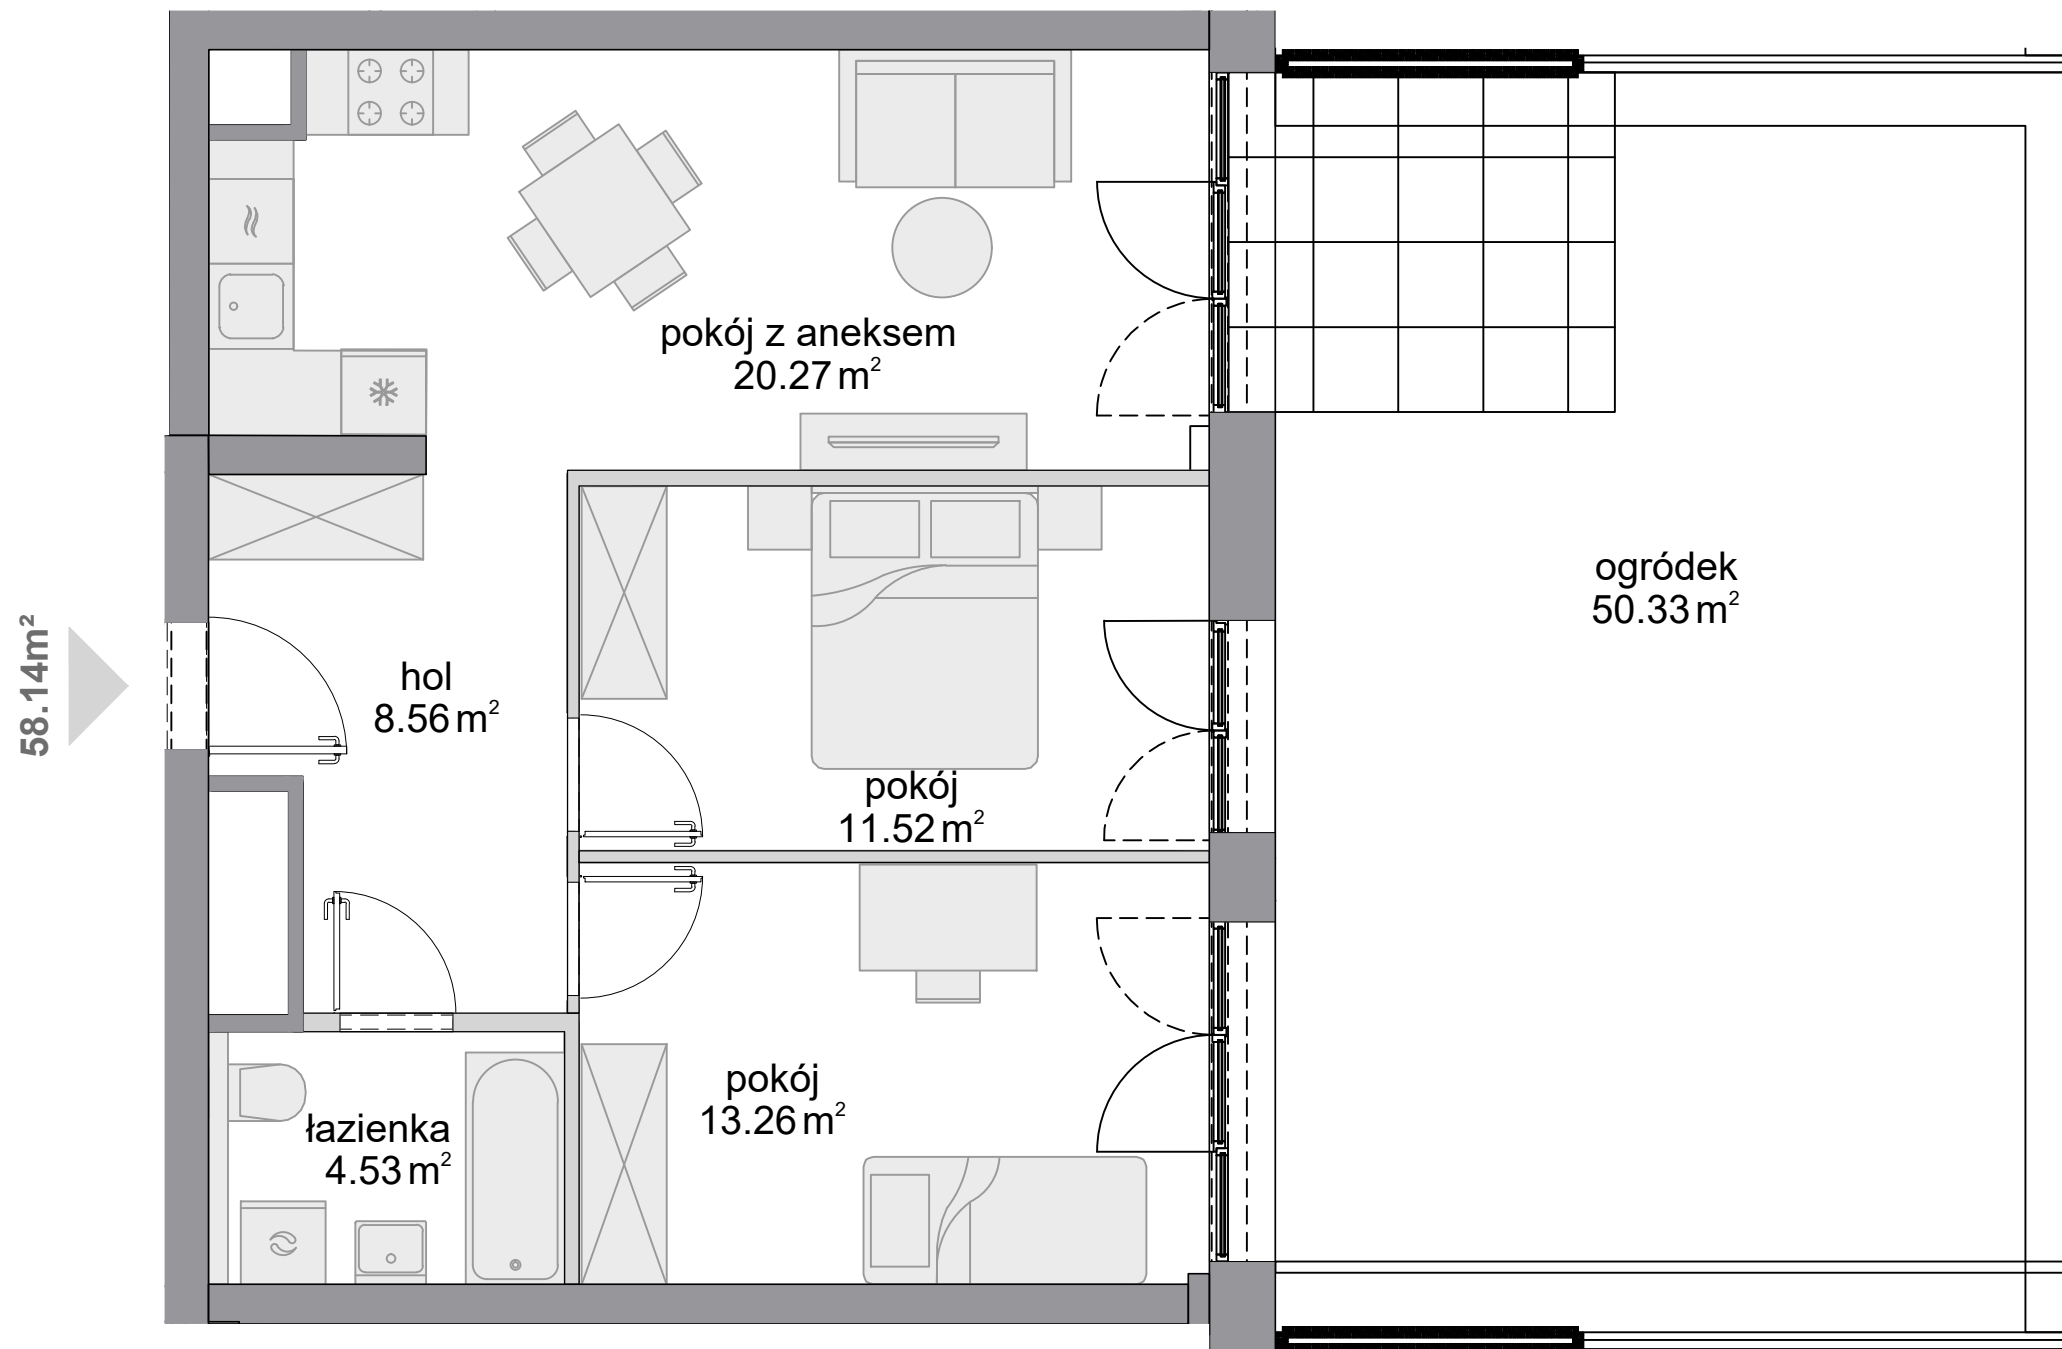 pokój z aneksem
20.27 m²
ogródek
50.33 m²
58.14m²
hol
8.56 m²
pokój
11.52 m²
pokój
13.26 m²
łazienka
4.53 m²